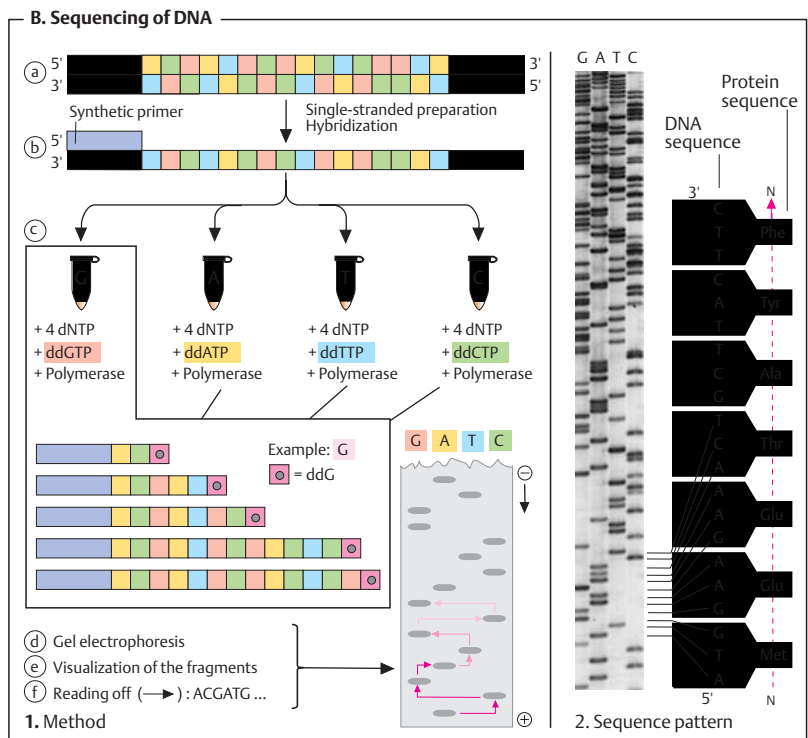 B. Sequencing of DNA
a
5'
3'
3'
5'
Synthetic primer
Single-stranded preparation
Hybridization
b
5'
3'
c
G
A
T
C
+ 4 dNTP
+ ddGTP
+ Polymerase
+ 4 dNTP
+ ddATP
+ Polymerase
+ 4 dNTP
+ ddTTP
+ Polymerase
+ 4 dNTP
+ ddCTP
+ Polymerase
Example: G
= ddG
G A T C
−
+
d Gel electrophoresis
e Visualization of the fragments
f Reading off (→) : ACGATG ...
1. Method
G A T C
Protein
sequence
DNA
sequence
3'
N
C
T
T
Phe
C
A
T
Tyr
T
C
G
Ala
T
C
A
Thr
A
A
G
Glu
A
A
G
Glu
G
T
A
Met
5'
N
2. Sequence pattern